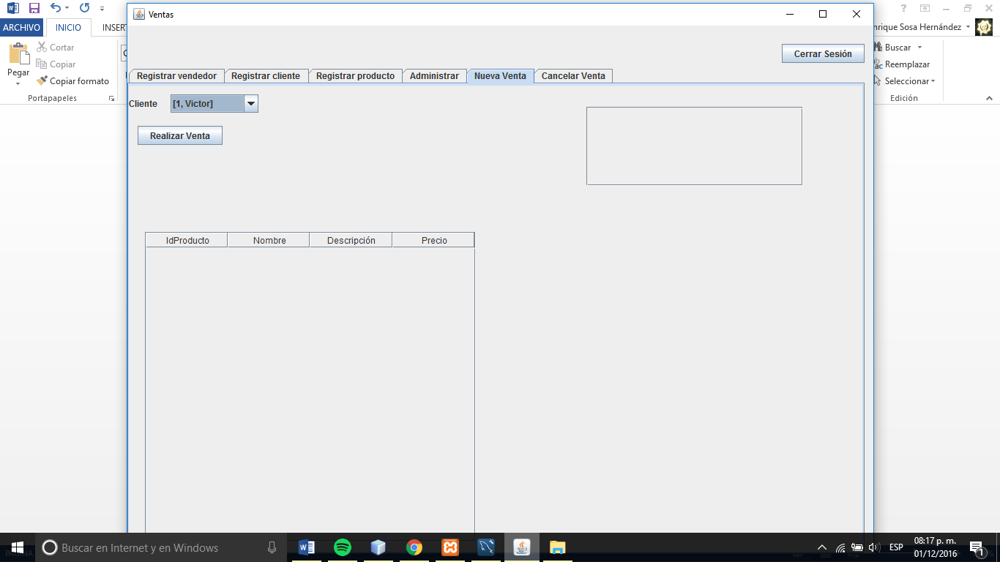 Ventas
ARCHIVO INICIO INSERT
nrique Sosa Hernández
Cortar
Copiar
Pegar
Copiar formato
Portapapeles
Buscar
Reemplazar
Seleccionar
Edición
Cerrar Sesión
Registrar vendedor Registrar cliente Registrar producto Administrar Nueva Venta Cancelar Venta
Cliente [1, Victor]
Realizar Venta
IdProducto Nombre Descripción Precio
Buscar en Internet y en Windows
ESP
08:17 p. m.
01/12/2016
1